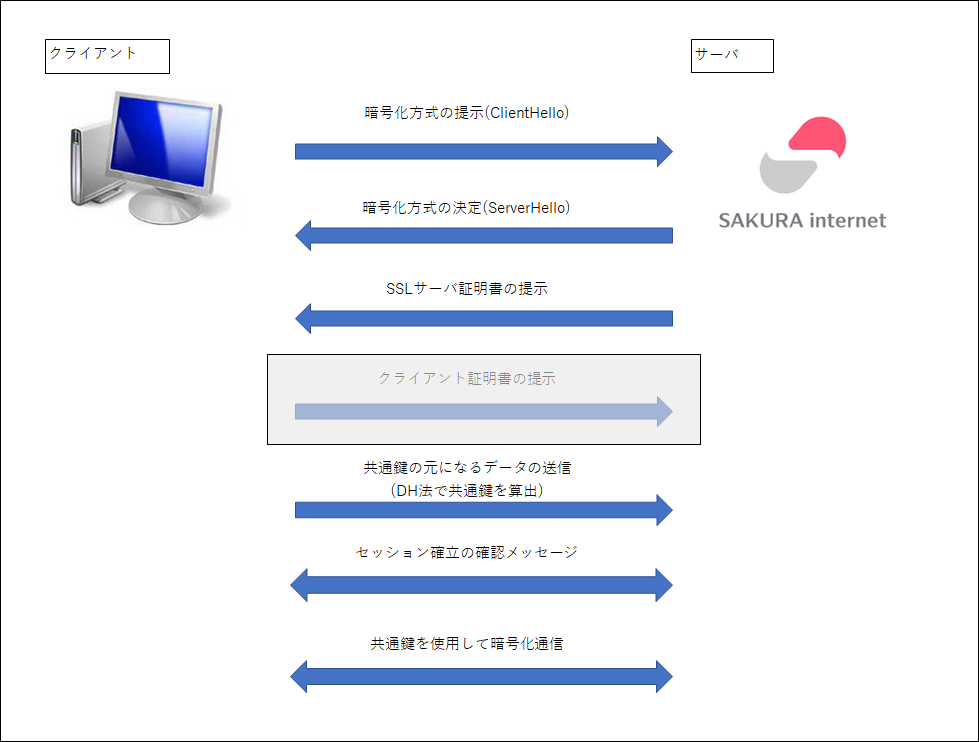 クライアント
サーバ
暗号化方式の提示(ClientHello)
暗号化方式の決定(ServerHello)
SAKURA internet
SSLサーバ証明書の提示
クライアント証明書の提示
共通鍵の元になるデータの送信
(DH法で共通鍵を算出)
セッション確立の確認メッセージ
共通鍵を使用して暗号化通信